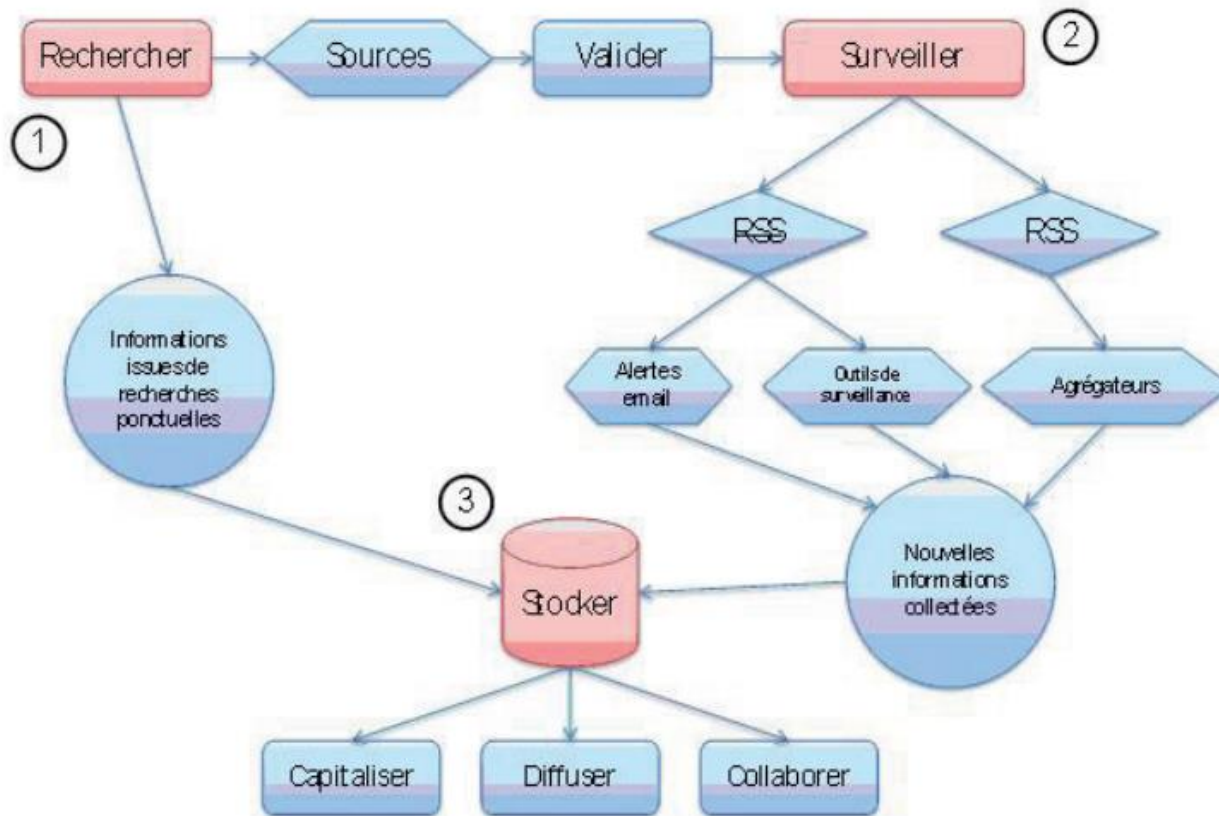 Rechercher
Sources
Valider
Surveiller
2
1
RSS
RSS
Informations
issues de
recherches
ponctuelles
Alertes
email
Outils de
surveillance
Agrégateurs
3
Stocker
Nouvelles
informations
collectées
Capitaliser
Diffuser
Collaborer